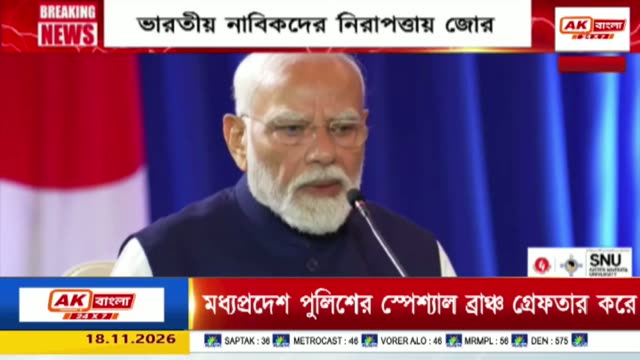 BREAKING
NEWS
ভারতীয় নাবিকদের নিরাপত্তায় জোর
AK
বাংলা
24X7
SNU
AK বাংলা
24X7
মধ্যপ্রদেশ পুলিশের স্পেশ্যাল ব্রাঞ্চ গ্রেফতার করে
18.11.2026
SAPTAK : 36 METROCAST : 46 VORER ALO : 46 MRMPL : 56 DEN : 575